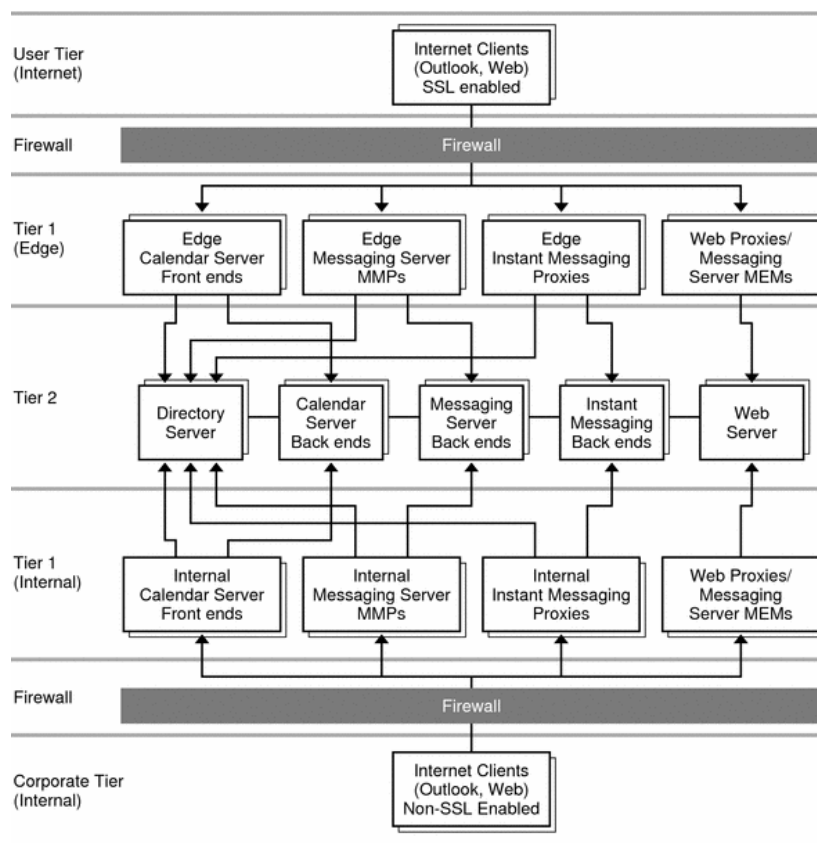 User Tier
(Internet)
Internet Clients
(Outlook, Web)
SSL enabled
Firewall
Firewall
Tier 1
(Edge)
Edge
Calendar Server
Front ends
Edge
Messaging Server
MMPs
Edge
Instant Messaging
Proxies
Web Proxies/
Messaging
Server MEMs
Tier 2
Directory
Server
Calendar
Server
Back ends
Messaging
Server
Back ends
Instant
Messaging
Back ends
Web
Server
Tier 1
(Internal)
Internal
Calendar Server
Front ends
Internal
Messaging Server
MMPs
Internal
Instant Messaging
Proxies
Web Proxies/
Messaging
Server MEMs
Firewall
Firewall
Corporate Tier
(Internal)
Internet Clients
(Outlook, Web)
Non-SSL Enabled